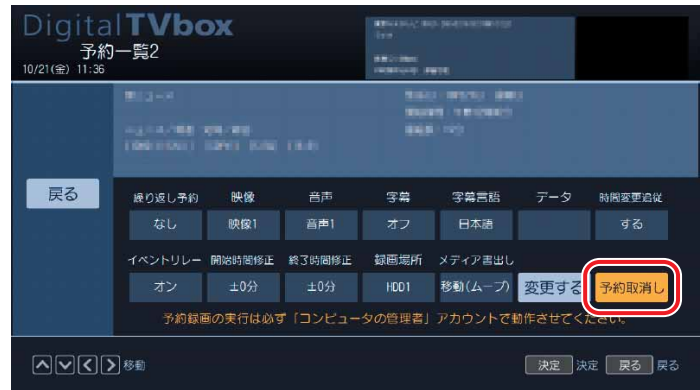 DigitalTVbox
予約一覧2
10/21(金) 11:36
戻る
繰り返し予約 映像 音声 字幕 字幕言語 データ 時間変更追従
なし 映像1 音声1 オフ 日本語 する
イベントリレー 開始時間修正 終了時間修正 録画場所 メディア書出し
オン ±0分 ±0分 HDD1 移動(ムーブ) 変更する 予約取消し
予約録画の実行は必ず「コンピュータの管理者」アカウントで動作させてください。
移動 決定 決定 戻る 戻る